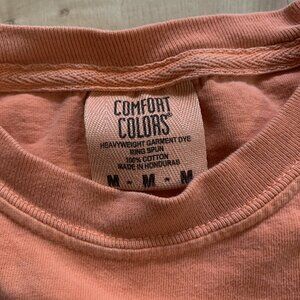 COMFORT
COLORS®
HEAVYWEIGHT GARMENT DYE
RING SPUN
100% COTTON
MADE IN HONDURAS
M - M - M